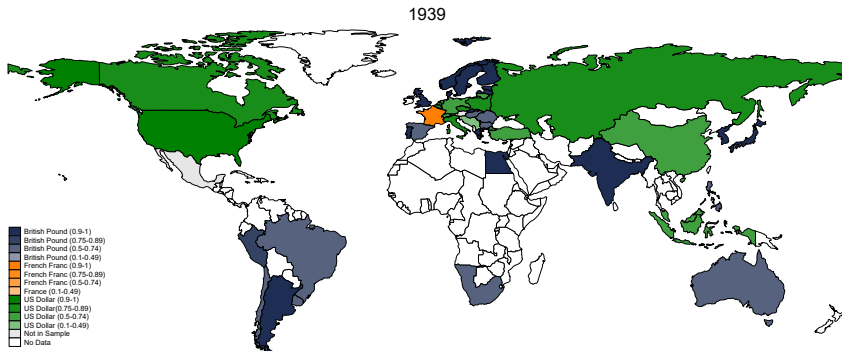 1939
British Pound (0.9-1)
British Pound (0.75-0.89)
British Pound (0.5-0.74)
British Pound (0.1-0.49)
French Franc (0.9-1)
French Franc (0.75-0.89)
French Franc (0.5-0.74)
France (0.1-0.49)
US Dollar (0.9-1)
US Dollar(0.75-0.89)
US Dollar (0.5-0.74)
US Dollar (0.1-0.49)
Not in Sample
No Data